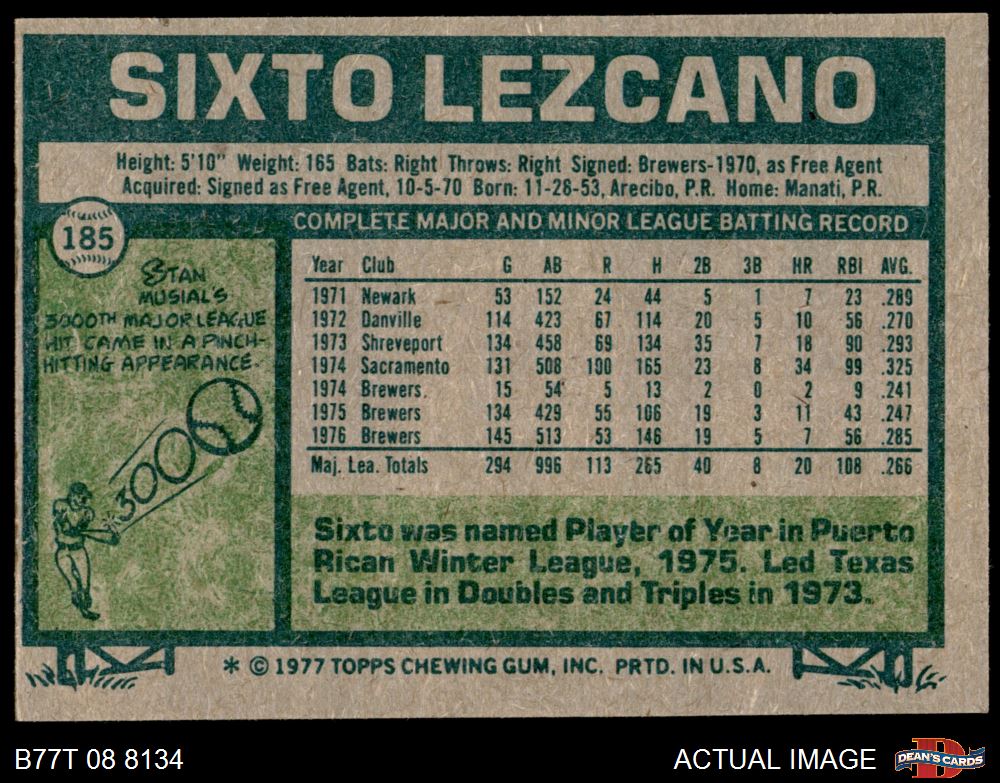 SIXTO LEZCANO
Height: 5'10" Weight: 165 Bats: Right Throws: Right Signed: Brewers-1970, as Free Agent
Acquired: Signed as Free Agent, 10-5-70 Born: 11-28-53, Arecibo, P.R. Home: Manati, P.R.
185
COMPLETE MAJOR AND MINOR LEAGUE BATTING RECORD
STAN
MUSIAL'S
3000TH MAJOR LEAGUE
HIT CAME IN A PINCH-
HITTING APPEARANCE.
3000
Year Club G AB R H 2B 3B HR RBI AVG.
1971 Newark 53 152 24 44 5 1 7 23 .289
1972 Danville 114 423 67 114 20 5 10 56 .270
1973 Shreveport 134 458 69 134 35 7 18 90 .293
1974 Sacramento 131 508 100 165 23 8 34 99 .325
1974 Brewers. 15 54 5 13 2 0 2 9 .241
1975 Brewers 134 429 55 106 19 3 11 43 .247
1976 Brewers 145 513 53 146 19 5 7 56 .285
Maj. Lea. Totals 294 996 113 265 40 8 20 108 .266
Sixto was named Player of Year in Puerto
Rican Winter League, 1975. Led Texas
League in Doubles and Triples in 1973.
* © 1977 TOPPS CHEWING GUM, INC. PRTD. IN U.S.A.
B77T 08 8134
ACTUAL IMAGE
DEAN'S CARDS